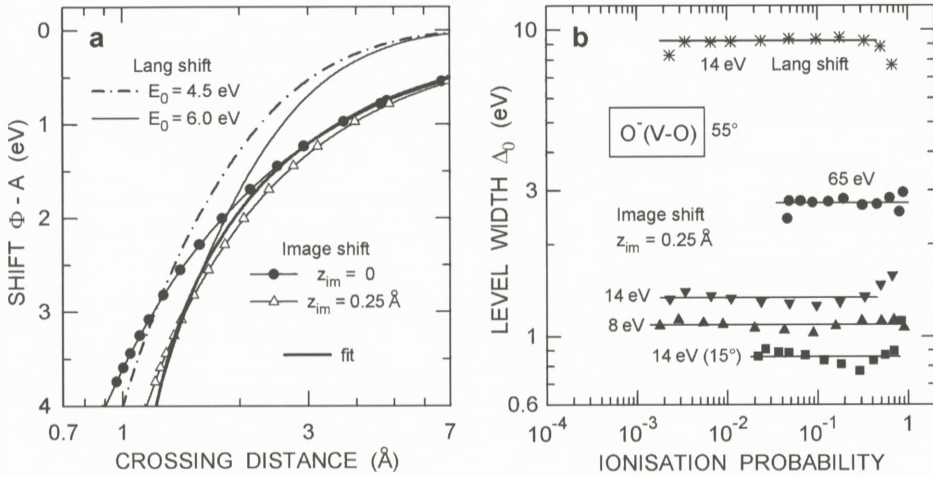 a
0
1
2
3
4
SHIFT Φ - A (eV)
Lang shift
E₀ = 4.5 eV
E₀ = 6.0 eV
Image shift
z_im = 0
z_im = 0.25 Å
fit
0.7
1
3
7
CROSSING DISTANCE (Å)
b
10
3
1
0.6
LEVEL WIDTH Δ₀ (eV)
14 eV Lang shift
O⁻(V-O) 55°
65 eV
Image shift
z_im = 0.25 Å
14 eV
8 eV
14 eV (15°)
10⁻⁴
10⁻³
10⁻²
10⁻¹
1
IONISATION PROBABILITY